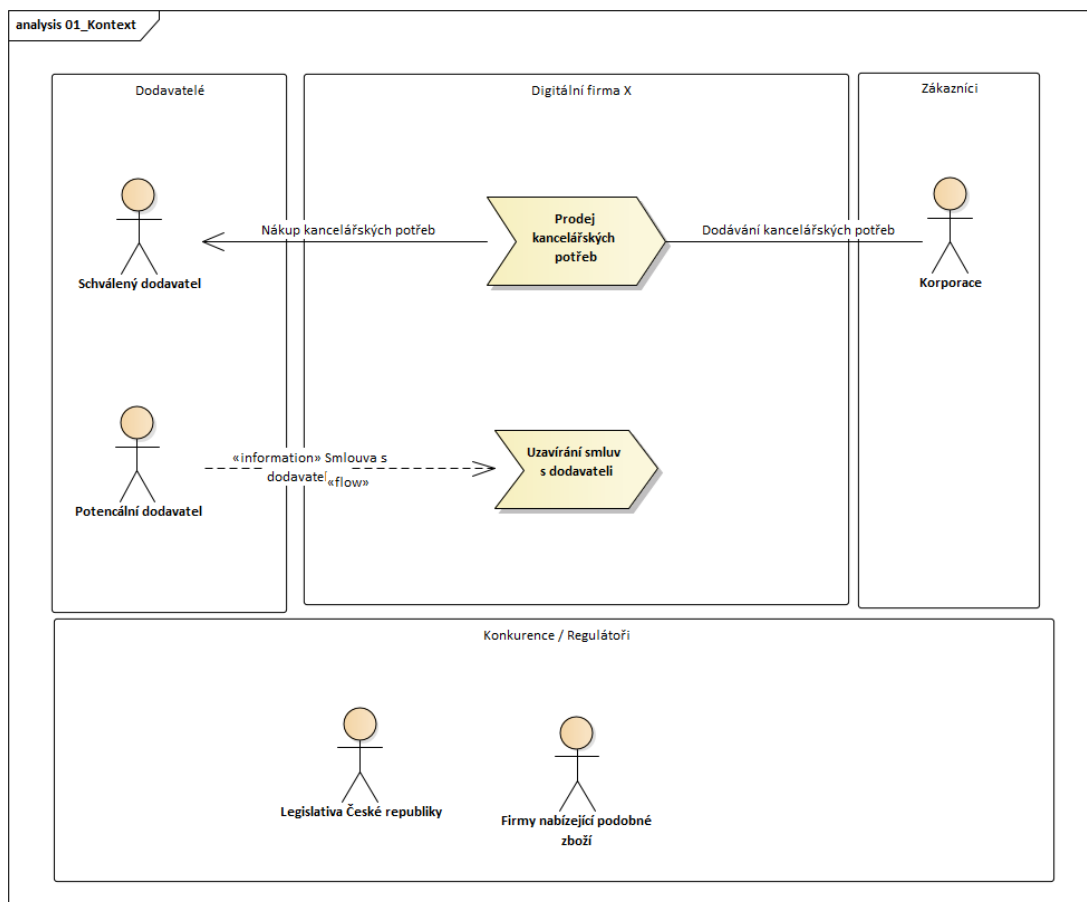 analysis 01_Kontext
Dodavatelé
Digitální firma X
Zákazníci
Nákup kancelářských potřeb
Prodej
kancelářských
potřeb
Dodávání kancelářských potřeb
Schválený dodavatel
Korporace
«information» Smlouva s
dodavatel
«flow»
Uzavírání smluv
s dodavateli
Potencální dodavatel
Konkurence / Regulátoři
Legislativa České republiky
Firmy nabízející podobné
zboží